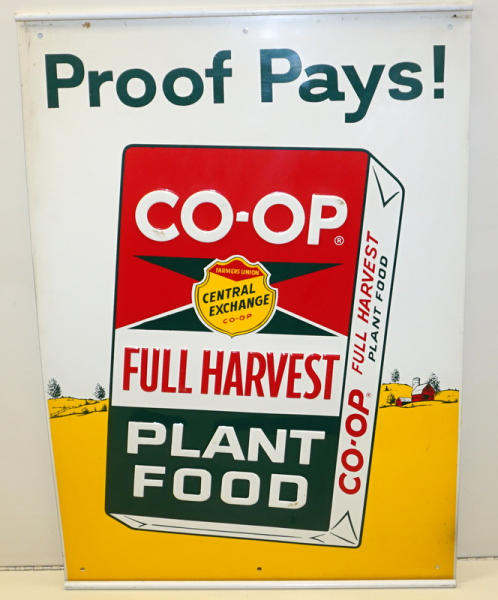 Proof Pays!
CO-OP®
FARMERS UNION
CENTRAL
EXCHANGE
CO-OP
FULL HARVEST
PLANT
FOOD
CO-OP® FULL HARVEST
PLANT FOOD